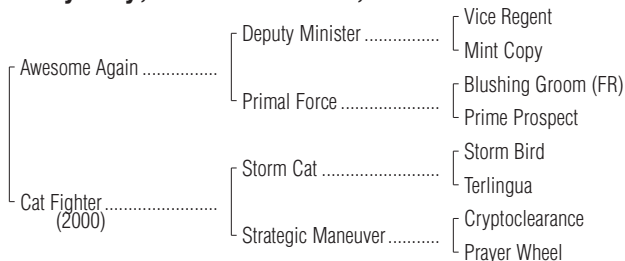 Vice Regent
Deputy Minister ................
Mint Copy
Awesome Again ................
Blushing Groom (FR)
Primal Force .....................
Prime Prospect
Storm Bird
Storm Cat .........................
Terlingua
Cat Fighter........................
(2000)
Cryptoclearance
Strategic Maneuver...........
Prayer Wheel